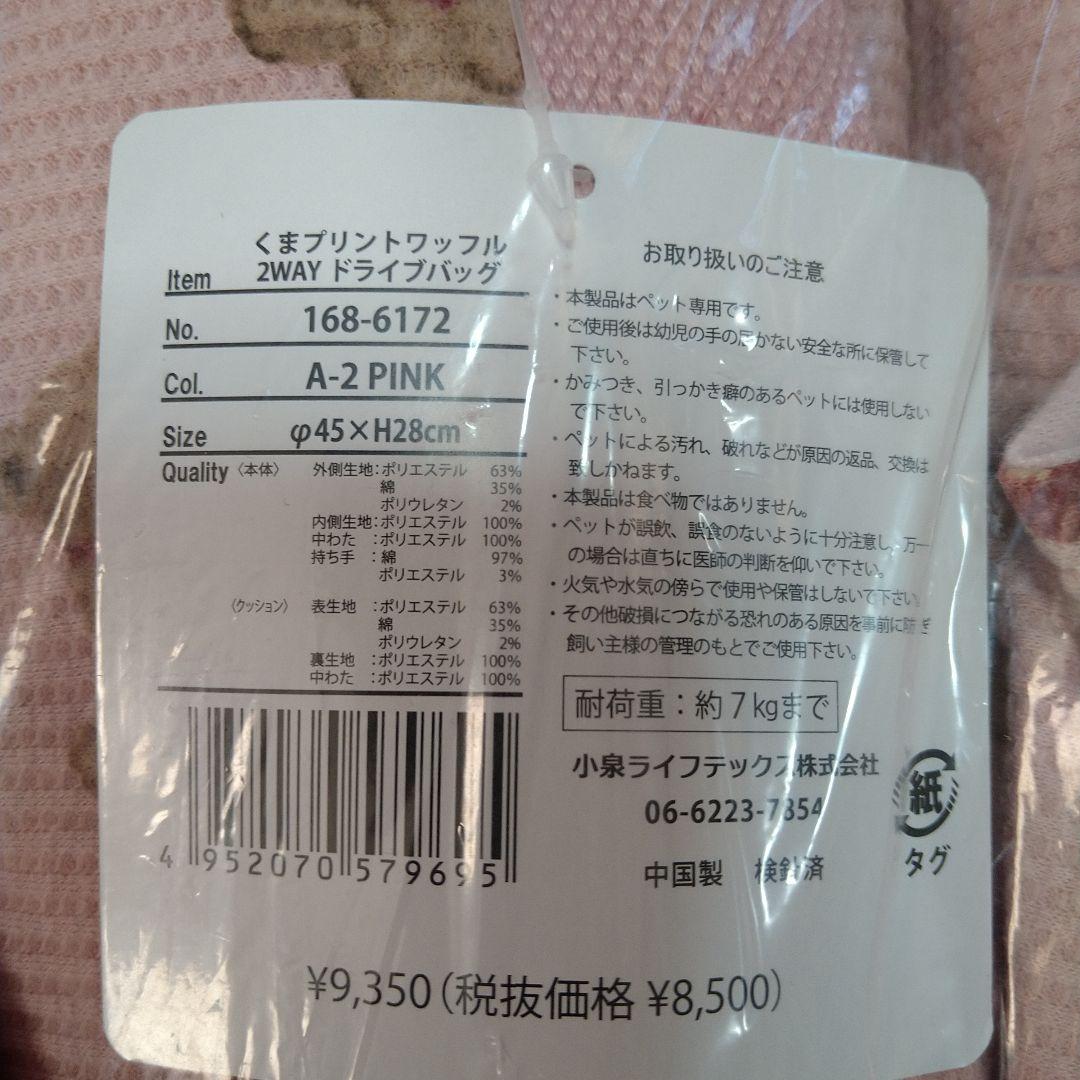 くまプリントワッフル
Item 2WAY ドライブバッグ
No. 168-6172
Col. A-2 PINK
Size φ45×H28cm
Quality 〈本体〉 外側生地:ポリエステル 63%
綿 35%
ポリウレタン 2%
内側生地:ポリエステル 100%
中わた :ポリエステル 100%
持ち手 :綿 97%
ポリエステル 3%
〈クッション〉 表生地 :ポリエステル 63%
綿 35%
ポリウレタン 2%
裏生地 :ポリエステル 100%
中わた :ポリエステル 100%
4 952070 579695
お取り扱いのご注意
・本製品はペット専用です。
・ご使用後は幼児の手の届かない安全な所に保管して
下さい。
・かみつき、引っかき癖のあるペットには使用しない
で下さい。
・ペットによる汚れ、破れなどが原因の返品、交換は
致しかねます。
・本製品は食べ物ではありません。
・ペットが誤飲、誤食のないように十分注意し、万一
の場合は直ちに医師の判断を仰いで下さい。
・火気や水気の傍らで使用や保管はしないで下さい。
・その他破損につながる恐れのある原因を事前に防ぎ
飼い主様の管理のもとでご使用下さい。
耐荷重:約7kgまで
小泉ライフテックス株式会社
06-6223-7854
中国製 検針済
紙
タグ
¥9,350(税抜価格 ¥8,500)